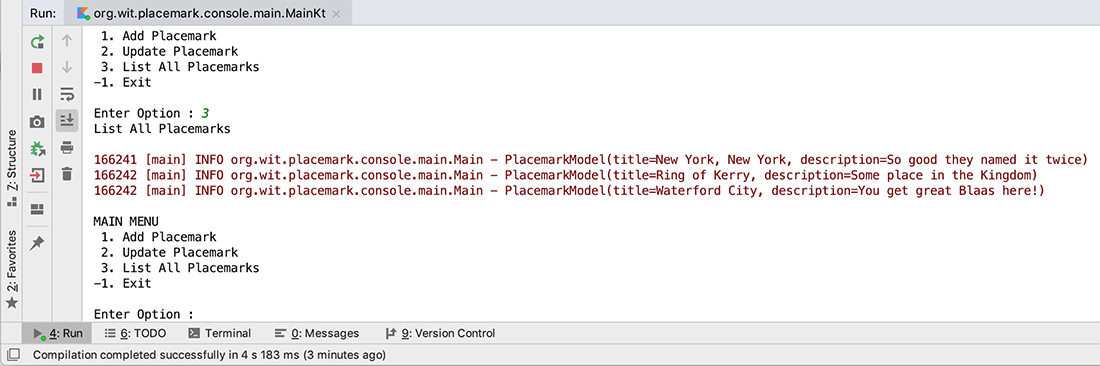 Run: org.wit.placemark.console.main.MainKt
1. Add Placemark
2. Update Placemark
3. List All Placemarks
−1. Exit
Enter Option : 3
List All Placemarks
166241 [main] INFO org.wit.placemark.console.main.Main − PlacemarkModel(title=New York, New York, description=So good they named it twice)
166242 [main] INFO org.wit.placemark.console.main.Main − PlacemarkModel(title=Ring of Kerry, description=Some place in the Kingdom)
166242 [main] INFO org.wit.placemark.console.main.Main − PlacemarkModel(title=Waterford City, description=You get great Blaas here!)
MAIN MENU
1. Add Placemark
2. Update Placemark
3. List All Placemarks
−1. Exit
Enter Option :
Z: Structure
2: Favorites
4: Run 6: TODO Terminal 0: Messages 9: Version Control
Compilation completed successfully in 4 s 183 ms (3 minutes ago)